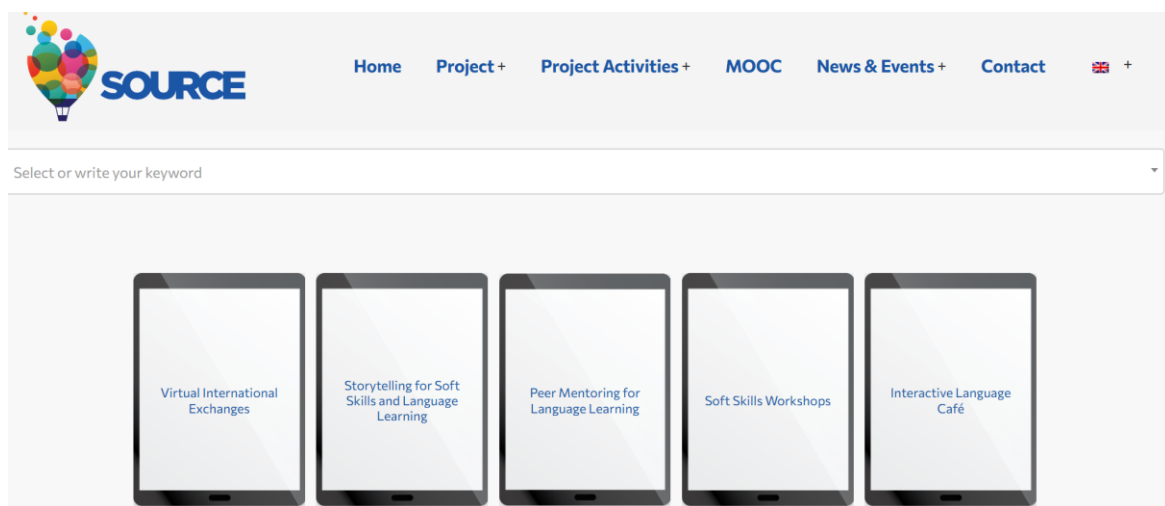 SOURCE
Home Project + Project Activities + MOOC News & Events + Contact +
Select or write your keyword
Virtual International
Exchanges
Storytelling for Soft
Skills and Language
Learning
Peer Mentoring for
Language Learning
Soft Skills Workshops
Interactive Language
Café